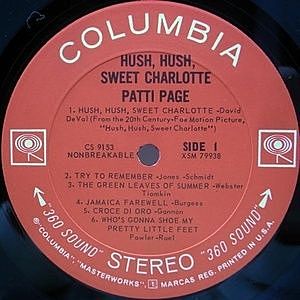 COLUMBIA
HUSH, HUSH,
SWEET CHARLOTTE
PATTI PAGE
1. HUSH, HUSH, SWEET CHARLOTTE -David
DeVol (From the 20th Century-Fox Motion Picture,
"Hush, Hush, Sweet Charlotte")
CS 9153
NONBREAKABLE
SIDE 1
XSM 79938
2. TRY TO REMEMBER -Jones - Schmidt
3. THE GREEN LEAVES OF SUMMER -Webster
Tiomkin
4. JAMAICA FAREWELL -Burgess
5. CROCE DI ORO -Gannon
6. WHO'S GONNA SHOE MY
PRETTY LITTLE FEET
Fowler-Rael
"360 SOUND" STEREO "360 SOUND"
"COLUMBIA", "MASTERWORKS", MARCAS REG. PRINTED IN U.S.A.